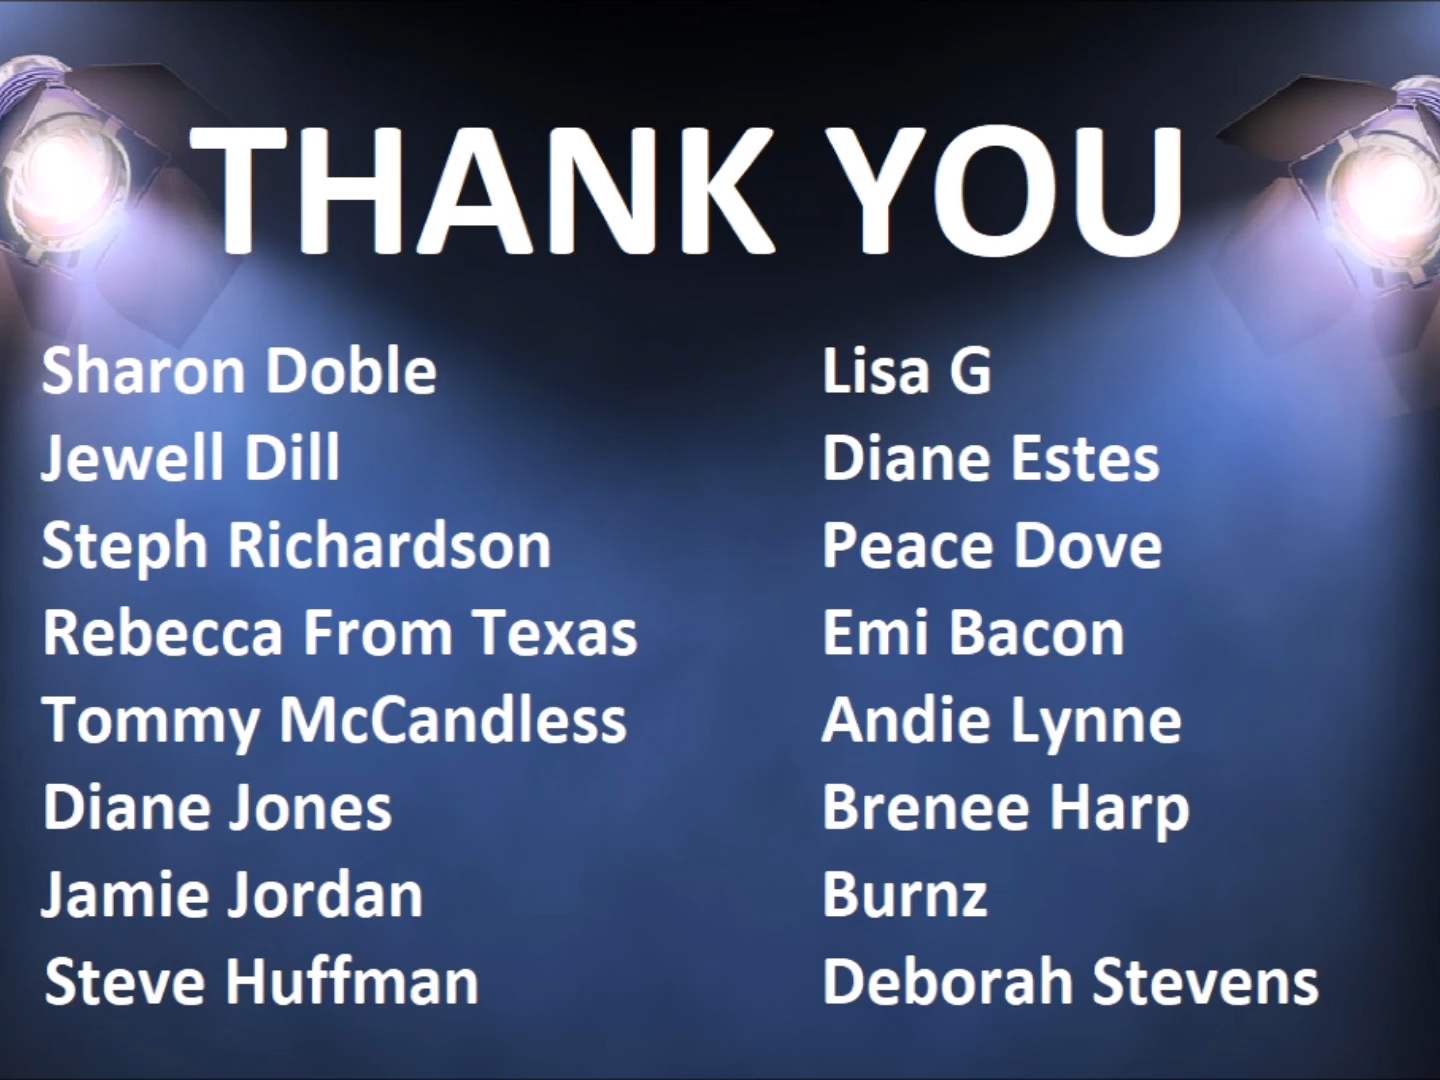 THANK YOU
Sharon Doble
Jewell Dill
Steph Richardson
Rebecca From Texas
Tommy McCandless
Diane Jones
Jamie Jordan
Steve Huffman
Lisa G
Diane Estes
Peace Dove
Emi Bacon
Andie Lynne
Brenee Harp
Burnz
Deborah Stevens